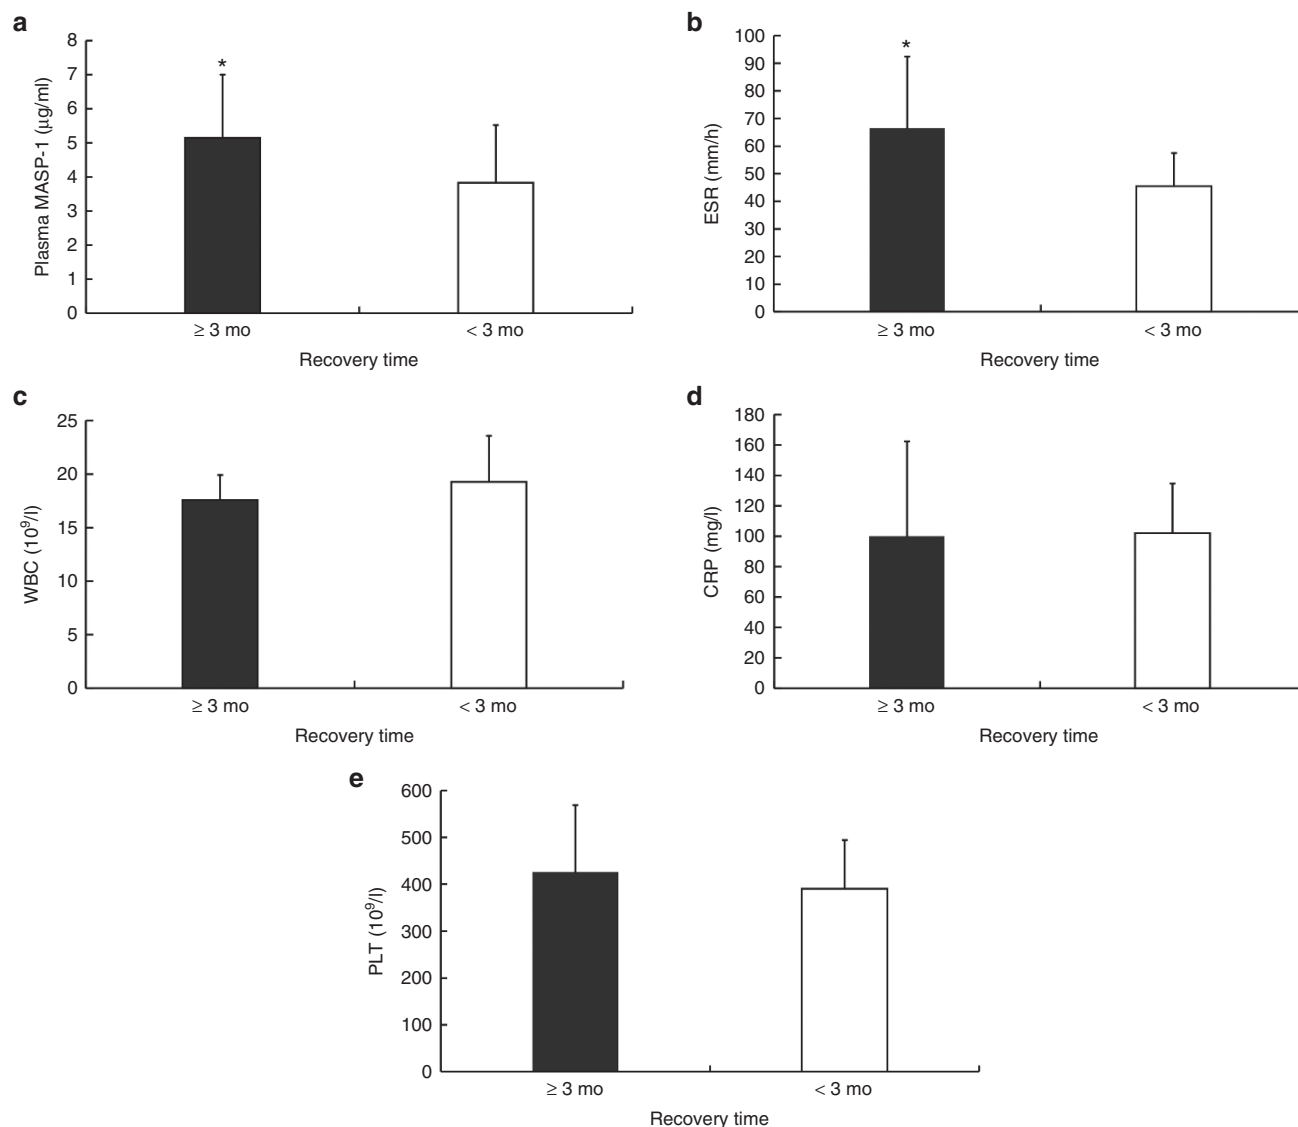 a
8
7
6
5
4
3
2
1
0
Plasma MASP-1 (μg/ml)
*
≥ 3 mo
< 3 mo
Recovery time
b
100
90
80
70
60
50
40
30
20
10
0
ESR (mm/h)
*
≥ 3 mo
< 3 mo
Recovery time
c
25
20
15
10
5
0
WBC (10⁹/l)
≥ 3 mo
< 3 mo
Recovery time
d
180
160
140
120
100
80
60
40
20
0
CRP (mg/l)
≥ 3 mo
< 3 mo
Recovery time
e
600
500
400
300
200
100
0
PLT (10⁹/l)
≥ 3 mo
< 3 mo
Recovery time